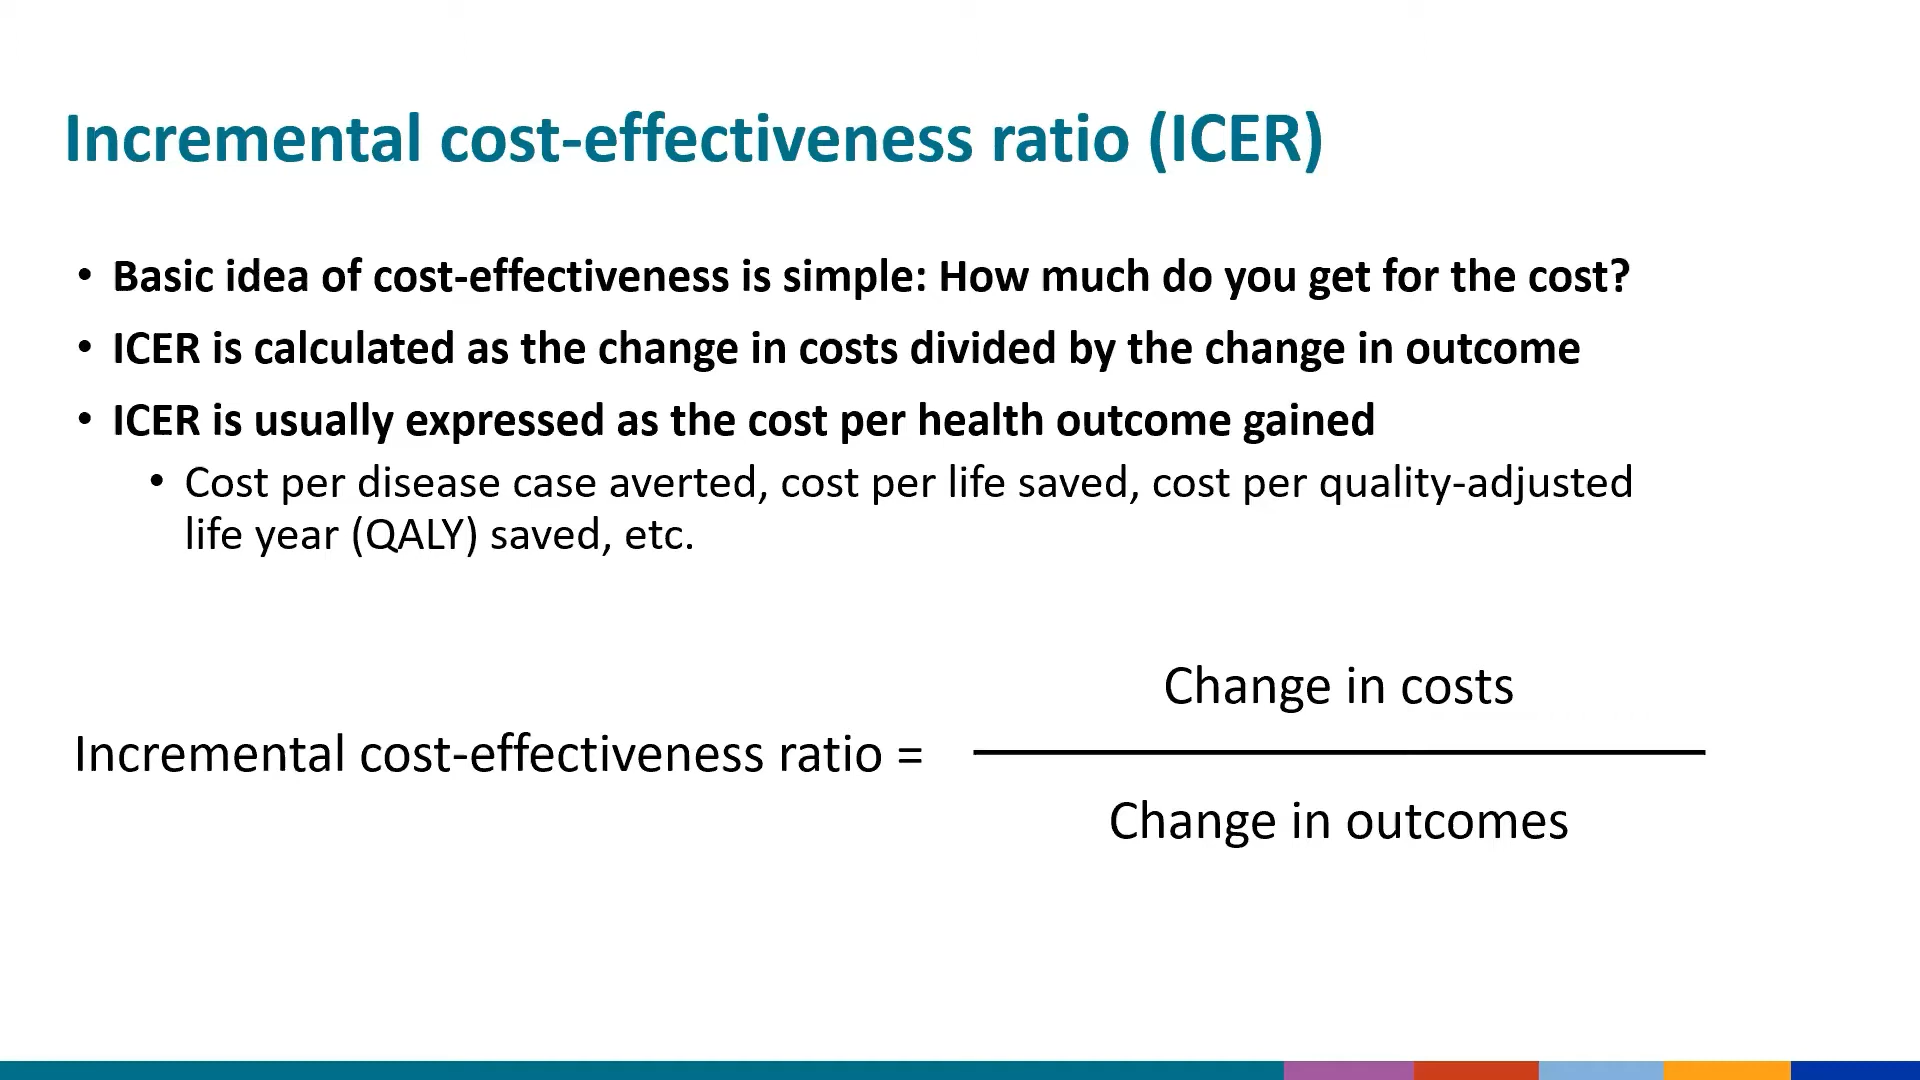 Incremental cost-effectiveness ratio (ICER)
• Basic idea of cost-effectiveness is simple: How much do you get for the cost?
• ICER is calculated as the change in costs divided by the change in outcome
• ICER is usually expressed as the cost per health outcome gained
• Cost per disease case averted, cost per life saved, cost per quality-adjusted
life year (QALY) saved, etc.
Incremental cost-effectiveness ratio =
Change in costs
Change in outcomes